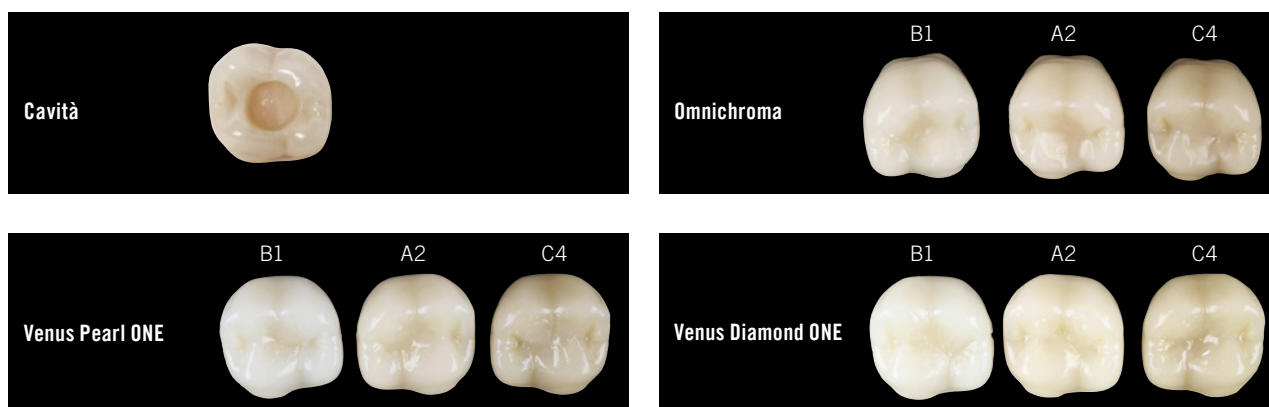 Cavità
B1 A2 C4
Omnichroma
B1 A2 C4
Venus Pearl ONE
B1 A2 C4
Venus Diamond ONE